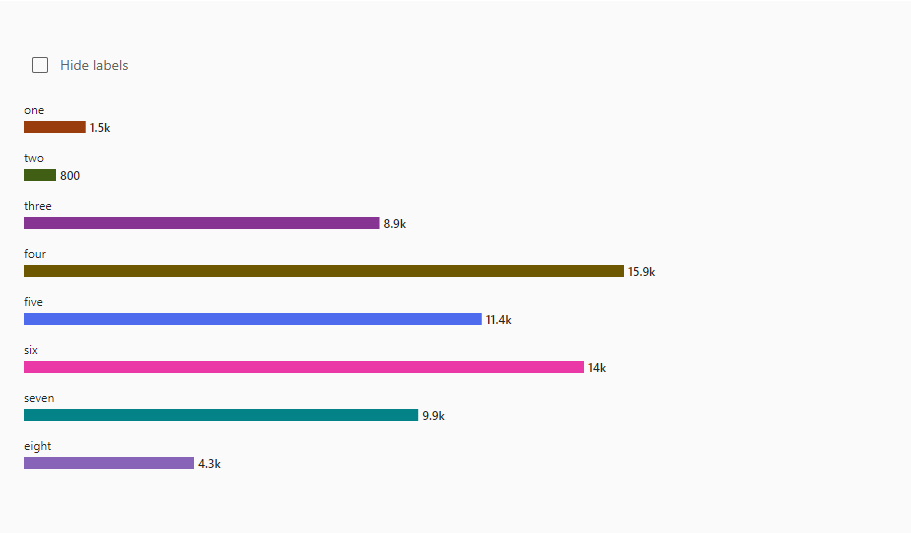 Hide labels
one
1.5k
two
800
three
8.9k
four
15.9k
five
11.4k
six
14k
seven
9.9k
eight
4.3k